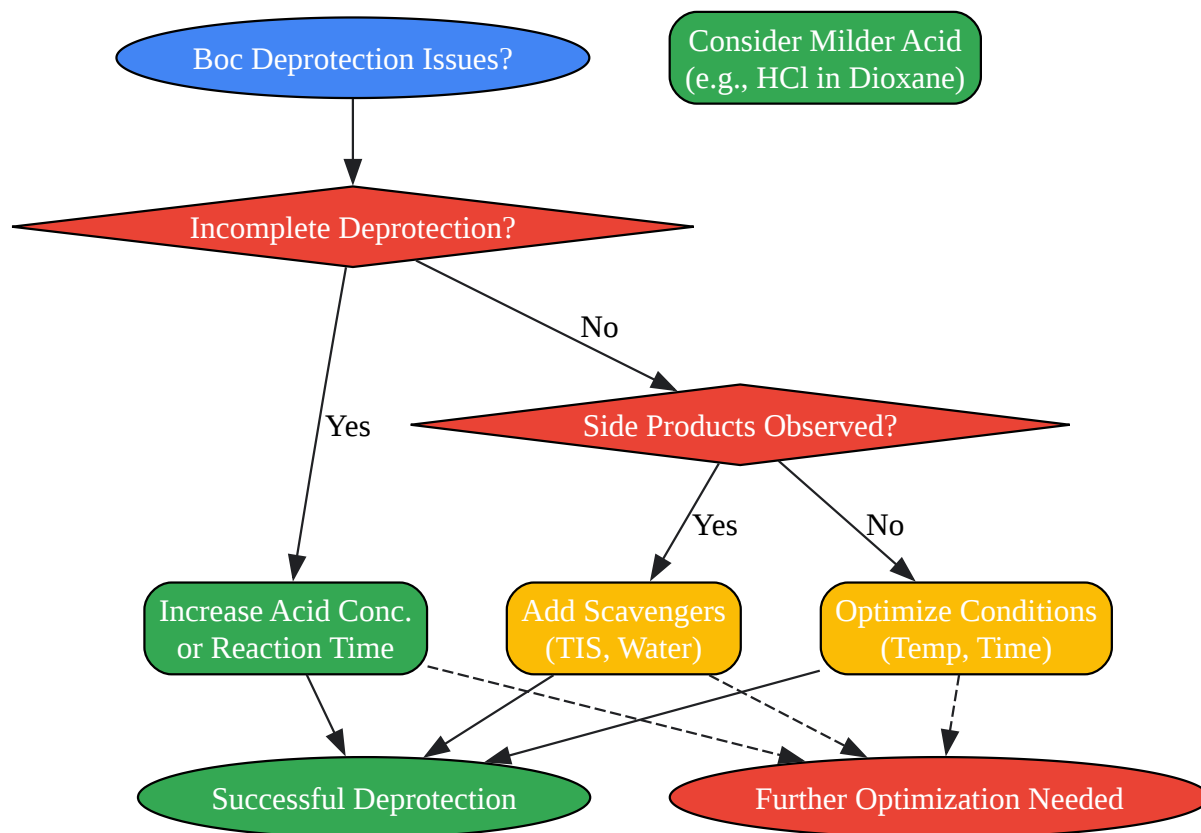 Boc Deprotection Issues?
Consider Milder Acid
(e.g., HCl in Dioxane)
Incomplete Deprotection?
No
Yes
Side Products Observed?
Yes
No
Increase Acid Conc.
or Reaction Time
Add Scavengers
(TIS, Water)
Optimize Conditions
(Temp, Time)
Successful Deprotection
Further Optimization Needed